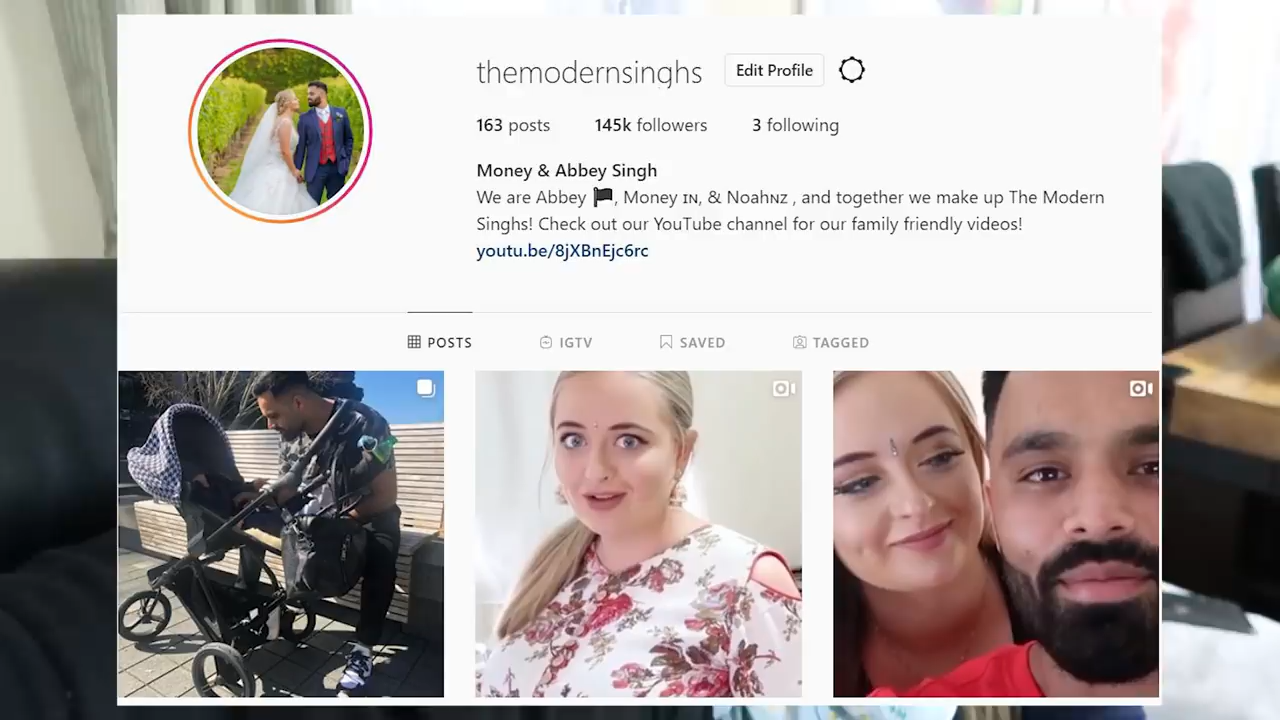 themodernsinghs Edit Profile
163 posts 145k followers 3 following
Money & Abbey Singh
We are Abbey 🏴, Money IN, & NoahNZ , and together we make up The Modern
Singhs! Check out our YouTube channel for our family friendly videos!
youtu.be/8jXBnEjc6rc
POSTS IGTV SAVED TAGGED